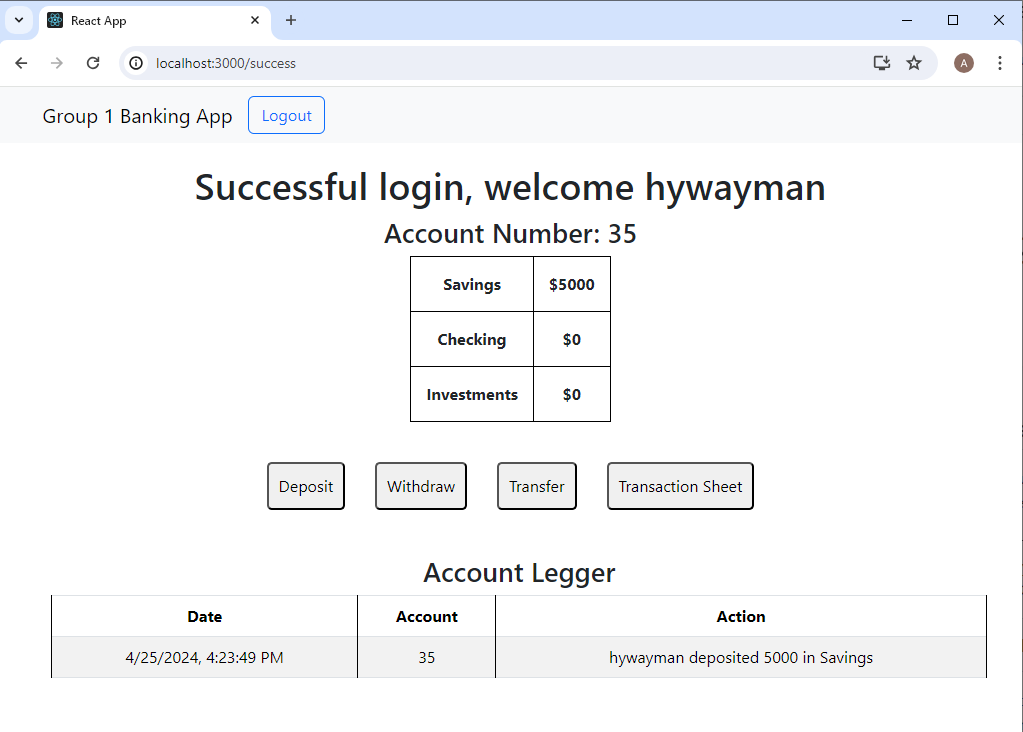 React App
localhost:3000/success
A
Group 1 Banking App Logout
Successful login, welcome hywayman
Account Number: 35
Savings $5000
Checking $0
Investments $0
Deposit Withdraw Transfer Transaction Sheet
Account Legger
Date Account Action
4/25/2024, 4:23:49 PM 35 hywayman deposited 5000 in Savings